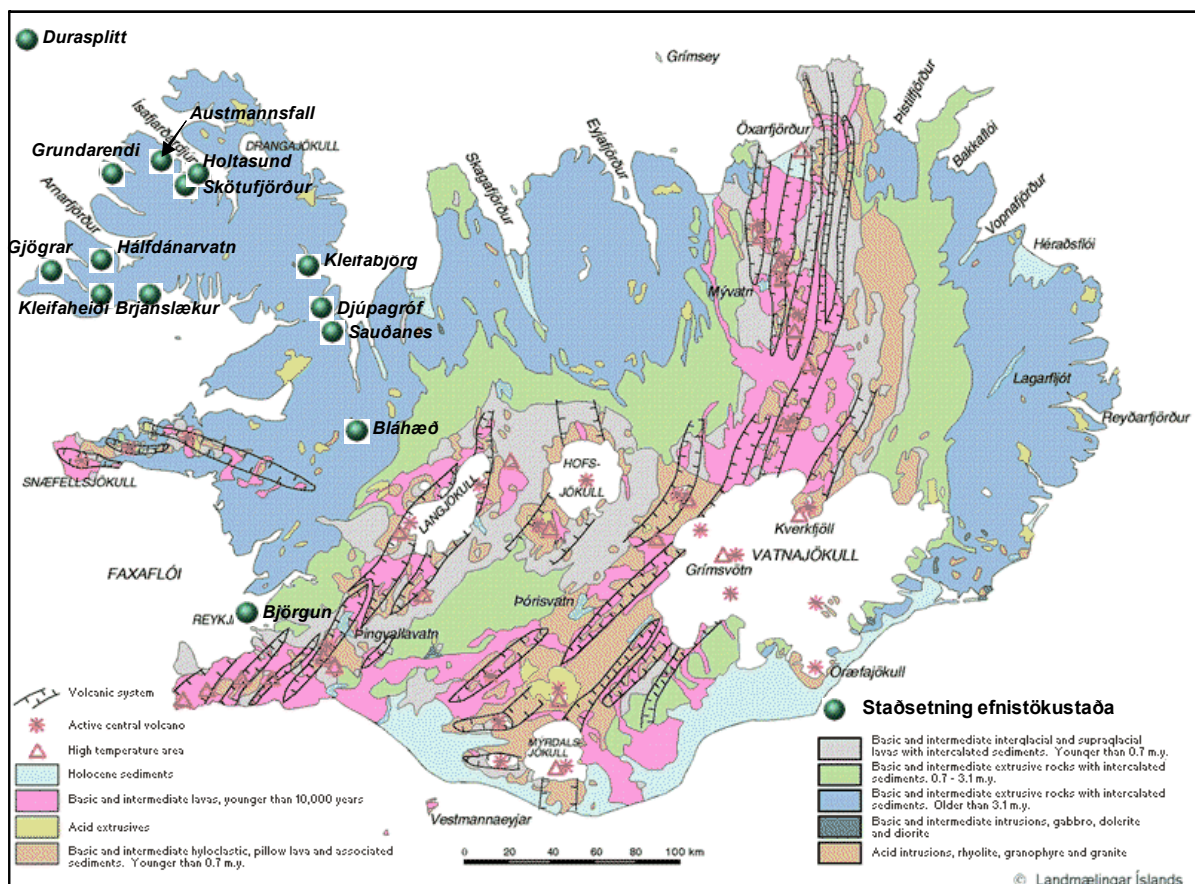 Durasplitt
Grímsey
Austmannsfall
Ísafjarðardjúp
DRANGAJÖKULL
Grundarendi
Holtasund
Skötufjörður
Arnarfjörður
Gjögrar
Hálfdánarvatn
Kleifabjörg
Kleifaheiði
Brjánslækur
Djúpagróf
Sauðanes
Skagafjörður
Eyjafjörður
Öxarfjörður
Þistilfjörður
Bakkaflói
Vopnafjörður
Héraðsflói
Mývatn
Lagarfljót
Reyðarfjörður
Bláhæð
SNÆFELLSJÖKULL
LANGJÖKULL
HOFS-
JÖKULL
Kverkfjöll
VATNAJÖKULL
Grímsvötn
FAXAFLÓI
Þórisvatn
Björgun
REYKJ
Þingvallavatn
Öræfajökull
MÝRDALS-
JÖKULL
Vestmannaeyjar
Volcanic system
Active central volcano
High temperature area
Holocene sediments
Basic and intermediate lavas, younger than 10,000 years
Acid extrusives
Basic and intermediate hyloclastic, pillow lava and associated
sediments. Younger than 0.7 m.y.
0 20 40 60 80 100 km
Staðsetning efnistökustaða
Basic and intermediate interglacial and supraglacial
lavas with intercalated sediments. Younger than 0.7 m.y.
Basic and intermediate extrusive rocks with intercalated
sediments. 0.7 - 3.1 m.y.
Basic and intermediate extrusive rocks with intercalated
sediments. Older than 3.1 m.y.
Basic and intermediate intrusions, gabbro, dolerite
and diorite
Acid intrusions, rhyolite, granophyre and granite
© Landmælingar Íslands